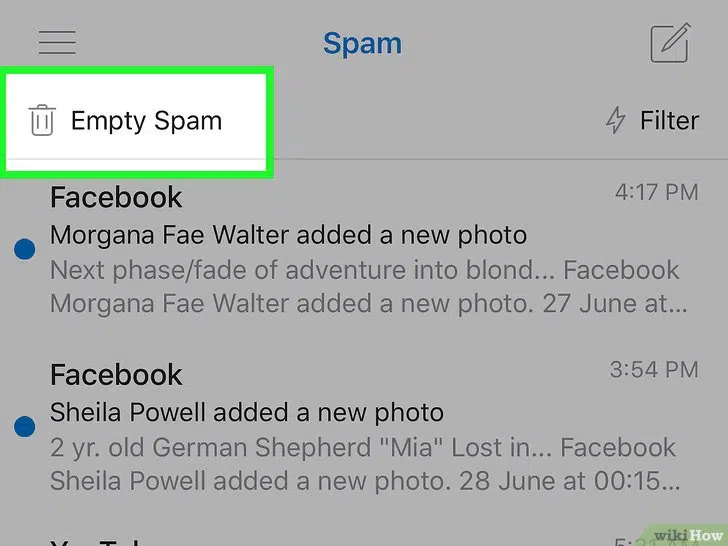 Spam
Empty Spam
Filter
Facebook
4:17 PM
Morgana Fae Walter added a new photo
Next phase/fade of adventure into blond... Facebook
Morgana Fae Walter added a new photo. 27 June at...
Facebook
3:54 PM
Sheila Powell added a new photo
2 yr. old German Shepherd "Mia" Lost in... Facebook
Sheila Powell added a new photo. 28 June at 00:15...
wikiHow